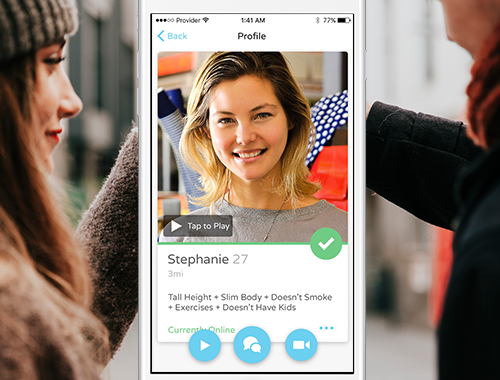 ●●●○○ Provider 1:41 AM 77%
Back Profile
Tap to Play
Stephanie 27
3mi
Tall Height + Slim Body + Doesn't Smoke
+ Exercises + Doesn't Have Kids
Currently Online